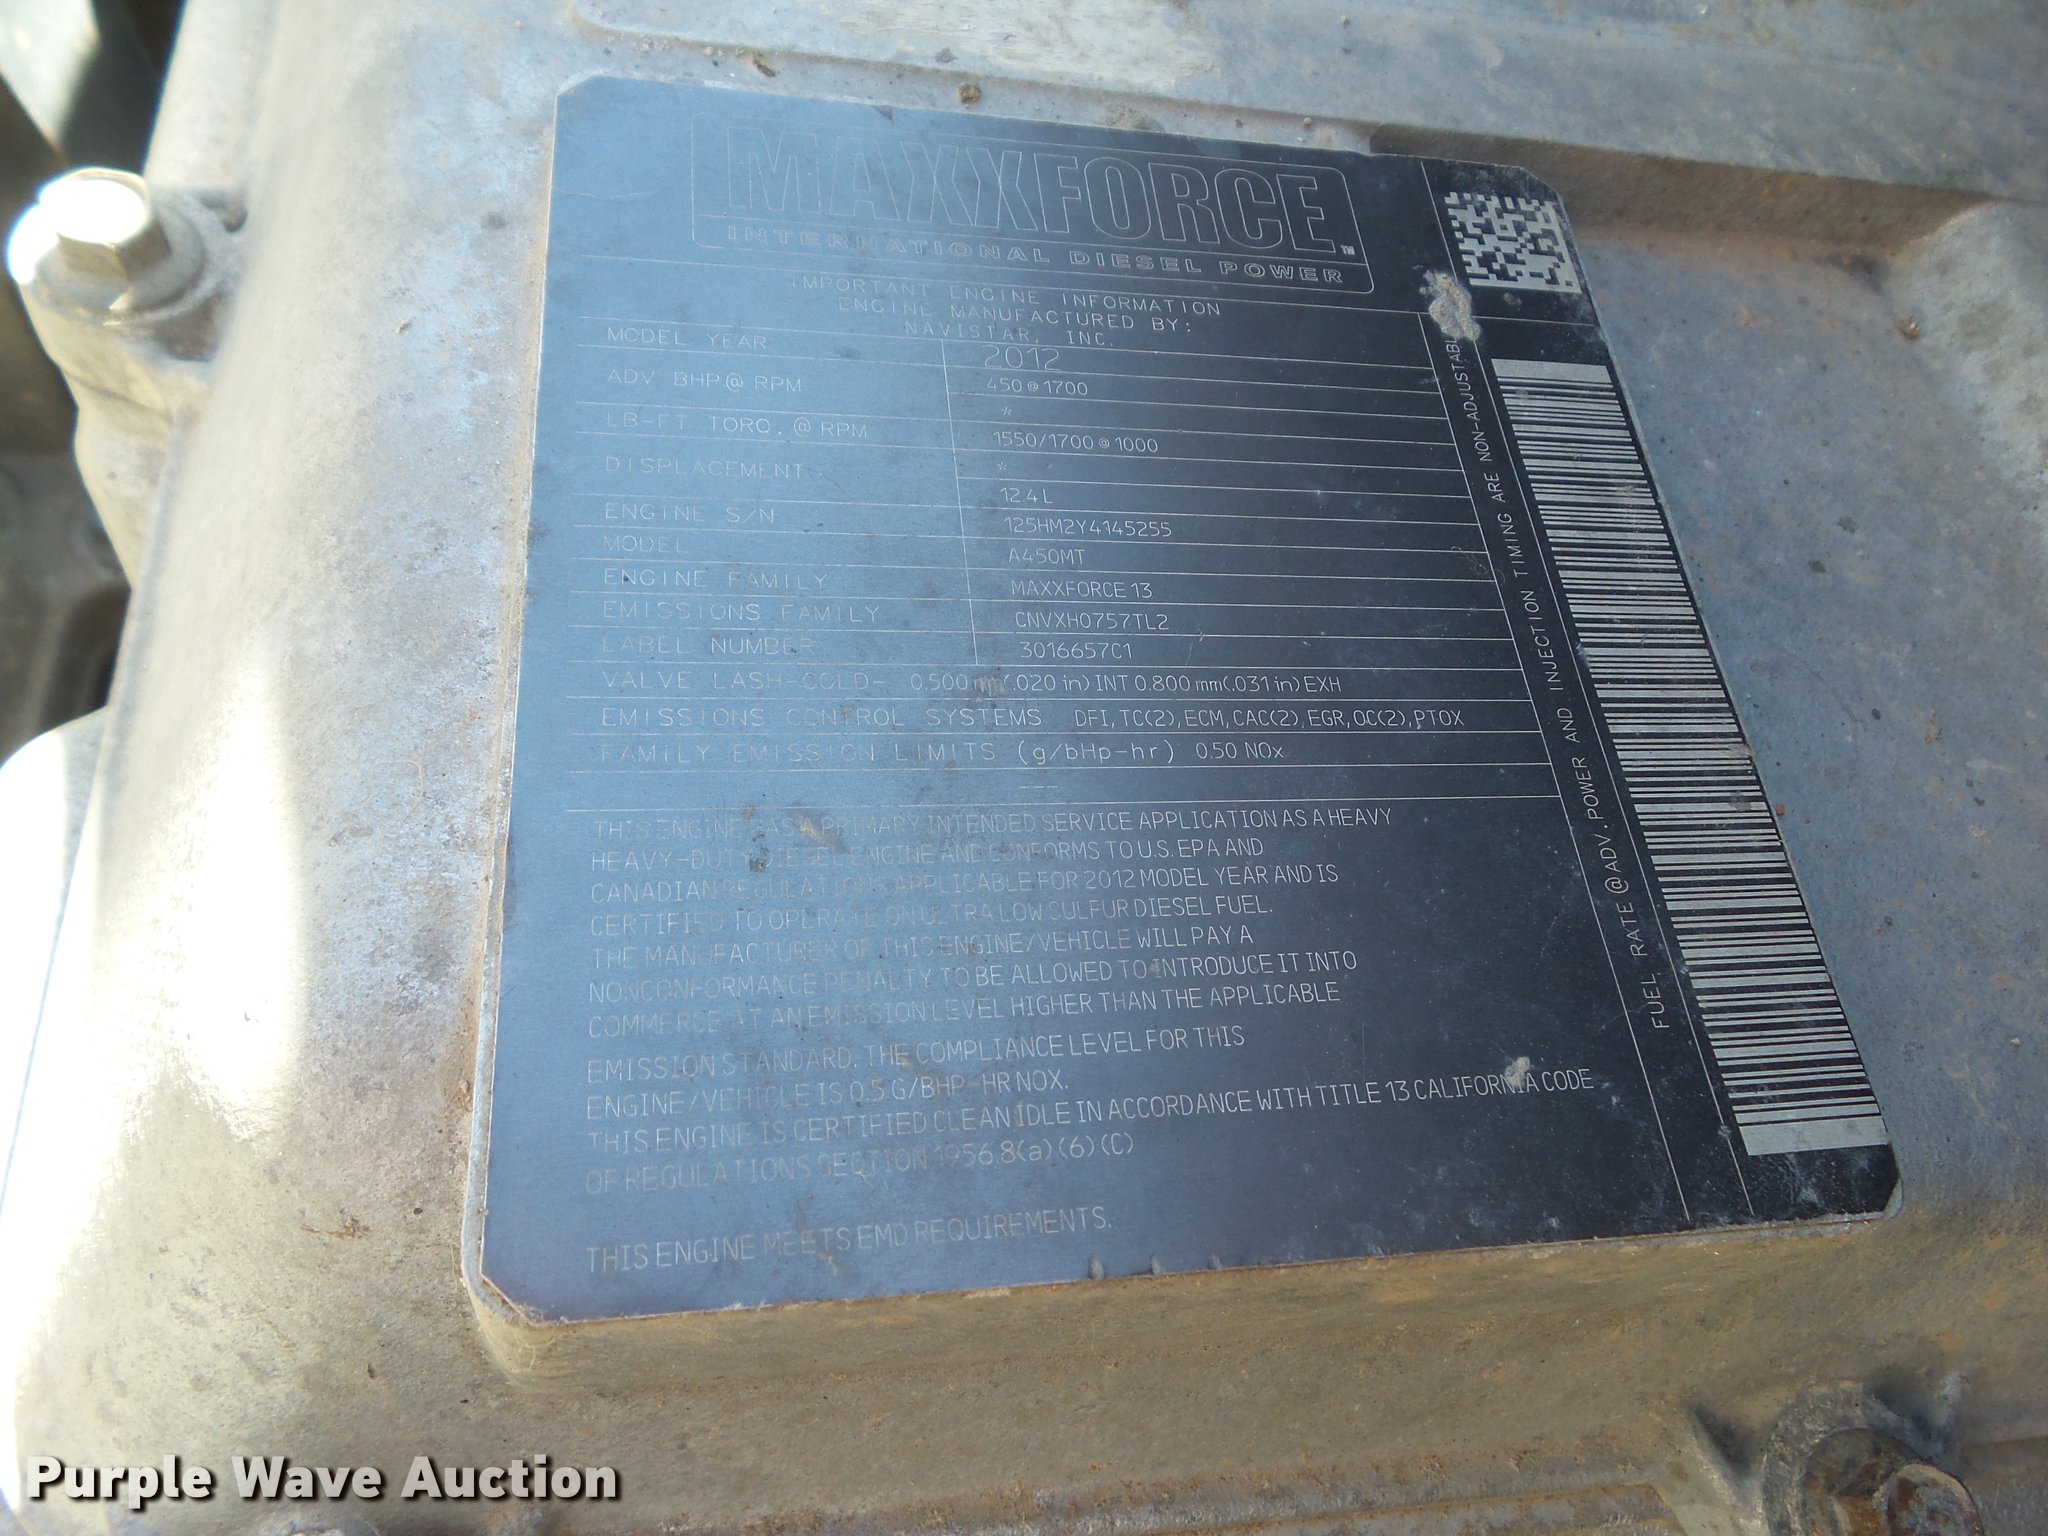 MAXXFORCE™
INTERNATIONAL DIESEL POWER
IMPORTANT ENGINE INFORMATION
ENGINE MANUFACTURED BY:
NAVISTAR, INC.
MODEL YEAR 2012
ADV BHP@ RPM 450@1700
*
LB-FT TORQ. @ RPM 1550/1700@1000
*
DISPLACEMENT 12.4L
ENGINE S/N 125HM2Y4145255
MODEL A450MT
ENGINE FAMILY MAXXFORCE 13
EMISSIONS FAMILY CNVXH0757TL2
LABEL NUMBER 3016657C1
VALVE LASH-COLD- 0.500 mm(.020 in) INT 0.800 mm(.031 in) EXH
EMISSIONS CONTROL SYSTEMS DFI, TC(2), ECM, CAC(2), EGR, OC(2), PTOX
FAMILY EMISSION LIMITS (g/bHp-hr) 0.50 NOx
---
THIS ENGINE HAS A PRIMARY INTENDED SERVICE APPLICATION AS A HEAVY
HEAVY-DUTY DIESEL ENGINE AND CONFORMS TO U.S. EPA AND
CANADIAN REGULATIONS APPLICABLE FOR 2012 MODEL YEAR AND IS
CERTIFIED TO OPERATE ON ULTRA LOW SULFUR DIESEL FUEL.
THE MANUFACTURER OF THIS ENGINE/VEHICLE WILL PAY A
NONCONFORMANCE PENALTY TO BE ALLOWED TO INTRODUCE IT INTO
COMMERCE AT AN EMISSION LEVEL HIGHER THAN THE APPLICABLE
EMISSION STANDARD. THE COMPLIANCE LEVEL FOR THIS
ENGINE/VEHICLE IS 0.5 G/BHP-HR NOX.
THIS ENGINE IS CERTIFIED CLEAN IDLE IN ACCORDANCE WITH TITLE 13 CALIFORNIA CODE
OF REGULATIONS SECTION 1956.8(a)(6)(C)
THIS ENGINE MEETS EMD REQUIREMENTS.
FUEL RATE @ ADV. POWER AND INJECTION TIMING ARE NON-ADJUSTABLE
Purple Wave Auction